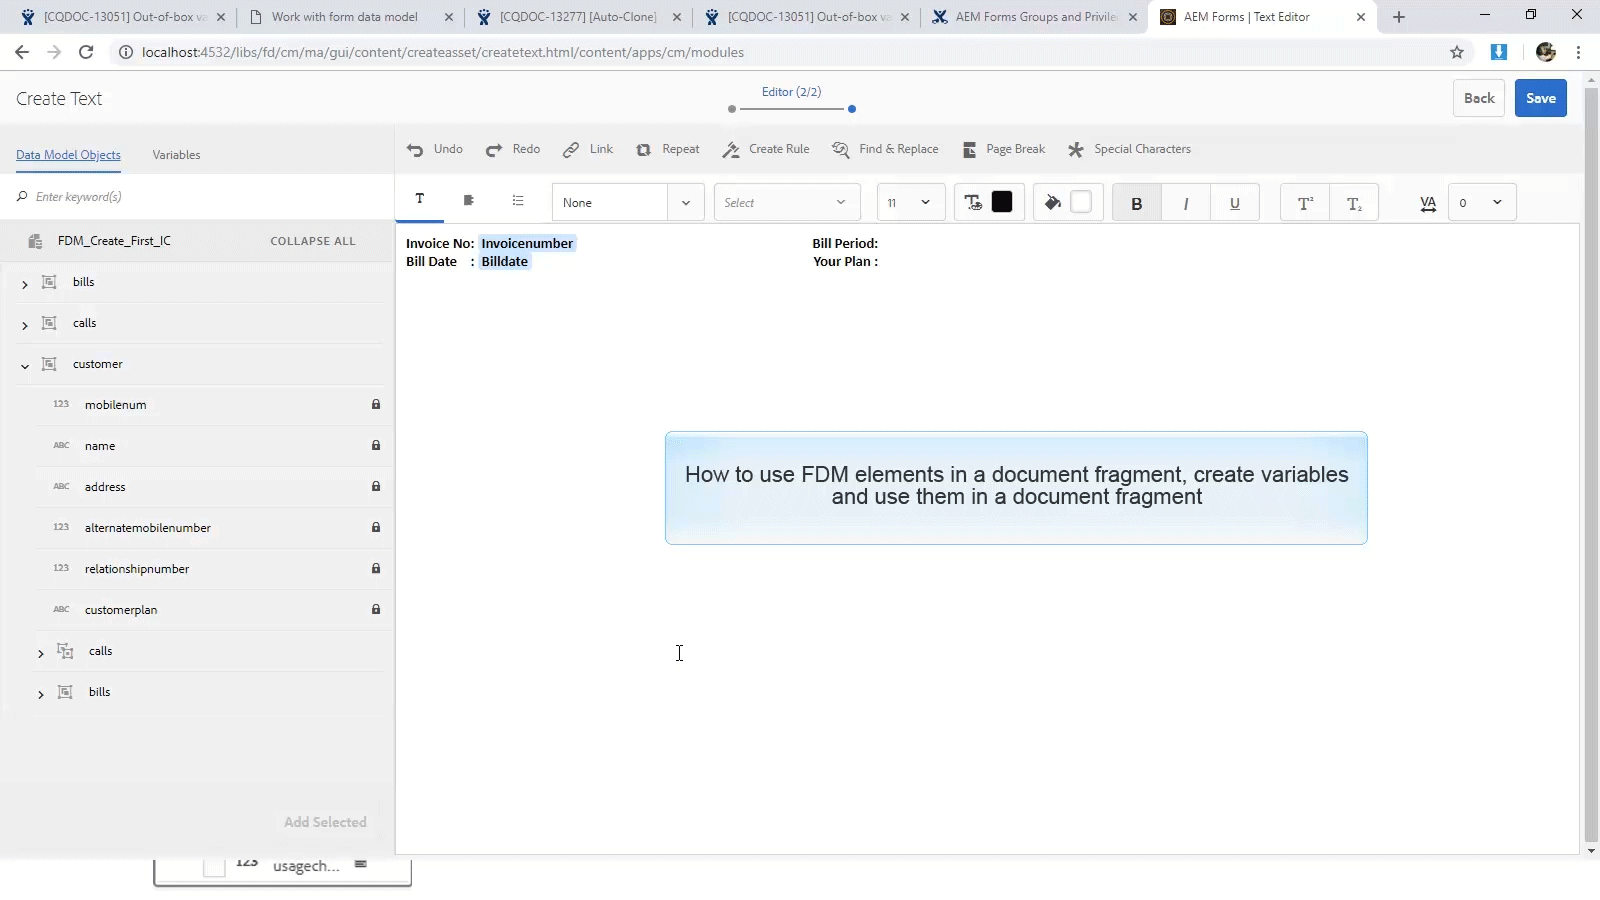 [CQDOC-13051] Out-of-box va
Work with form data model
[CQDOC-13277] [Auto-Clone]
[CQDOC-13051] Out-of-box va
AEM Forms Groups and Privile
AEM Forms | Text Editor
localhost:4532/libs/fd/cm/ma/gui/content/createasset/createtext.html/content/apps/cm/modules
Create Text
Editor (2/2)
Back
Save
Data Model Objects
Variables
Undo
Redo
Link
Repeat
Create Rule
Find & Replace
Page Break
Special Characters
Enter keyword(s)
T
None
Select
11
B
I
U
T²
T₂
VA
0
FDM_Create_First_IC
COLLAPSE ALL
Invoice No: Invoicenumber
Bill Period:
Bill Date : Billdate
Your Plan :
bills
calls
customer
123 mobilenum
ABC name
ABC address
123 alternatemobilenumber
123 relationshipnumber
ABC customerplan
calls
bills
How to use FDM elements in a document fragment, create variables
and use them in a document fragment
Add Selected
123 usagech...